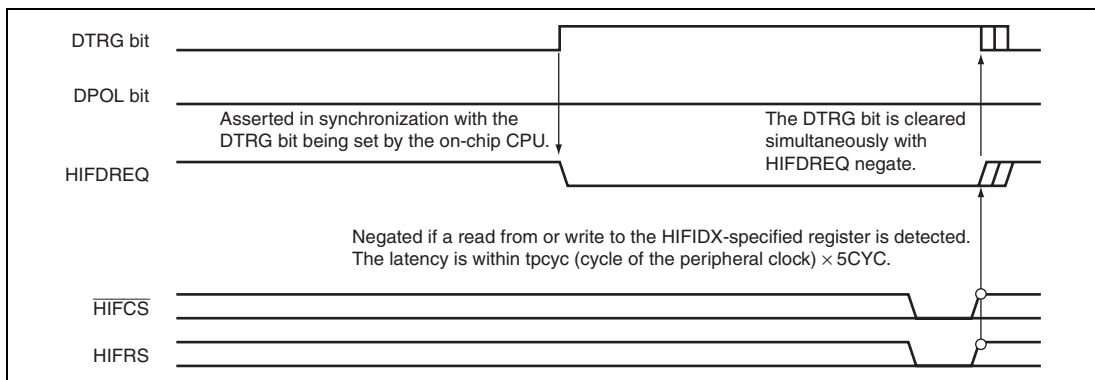 DTRG bit
DPOL bit
Asserted in synchronization with the
DTRG bit being set by the on-chip CPU.
The DTRG bit is cleared
simultaneously with
HIFDREQ negate.
HIFDREQ
Negated if a read from or write to the HIFIDX-specified register is detected.
The latency is within tpcyc (cycle of the peripheral clock) × 5CYC.
HIFCS
HIFRS